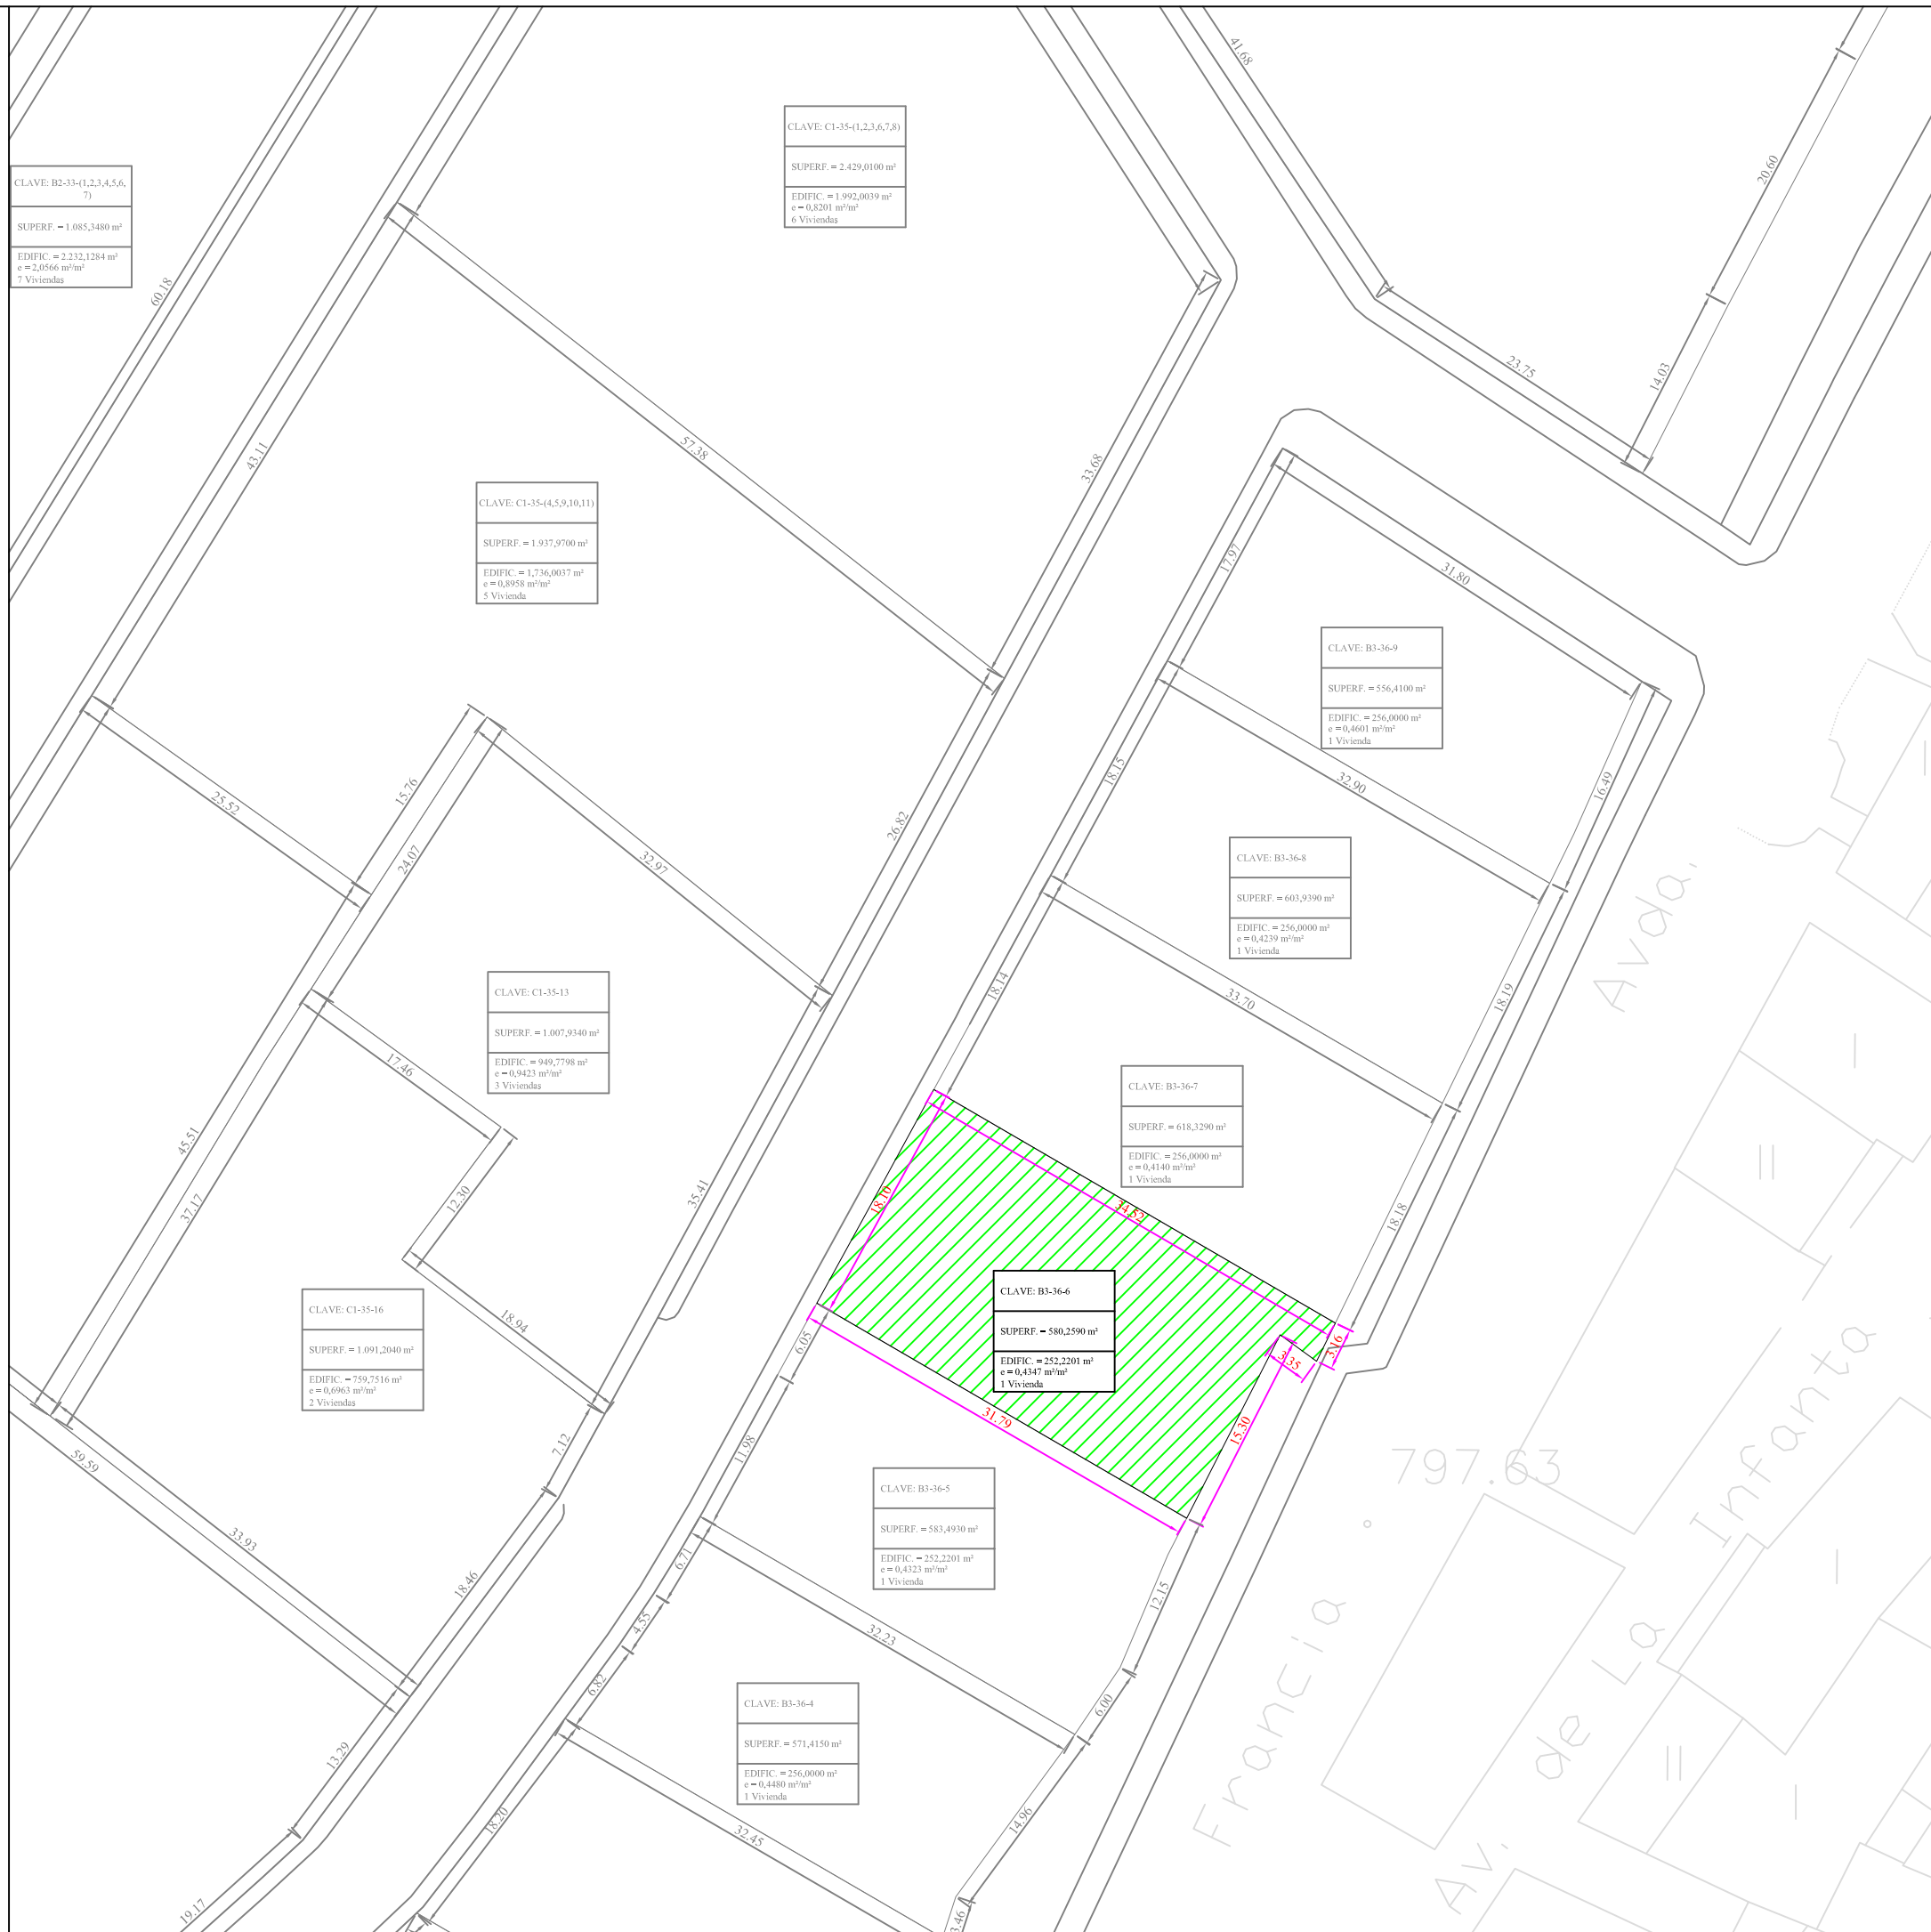 41.68
CLAVE: C1-35-(1,2,3,6,7,8)
SUPERF. = 2.429,0100 m²
EDIFIC. = 1.992,0039 m²
e = 0,8201 m²/m²
6 Viviendas
20.60
CLAVE: B2-33-(1,2,3,4,5,6,
7)
SUPERF. = 1.085,3480 m²
EDIFIC. = 2.232,1284 m²
e = 2,0566 m²/m²
7 Viviendas
60.18
23.75
14.03
43.11
57.38
33.68
CLAVE: C1-35-(4,5,9,10,11)
SUPERF. = 1.937,9700 m²
EDIFIC. = 1,736,0037 m²
e = 0,8958 m²/m²
5 Vivienda
17.97
31.80
CLAVE: B3-36-9
SUPERF. = 556,4100 m²
EDIFIC. = 256,0000 m²
e = 0,4601 m²/m²
1 Vivienda
18.15
32.90
16.49
15.76
25.52
24.07
32.97
26.82
CLAVE: B3-36-8
SUPERF. = 603,9390 m²
EDIFIC. = 256,0000 m²
e = 0,4239 m²/m²
1 Vivienda
Avda.
18.14
33.70
18.19
CLAVE: C1-35-13
SUPERF. = 1.007,9340 m²
EDIFIC. = 949,7798 m²
e = 0,9423 m²/m²
3 Viviendas
17.46
I
CLAVE: B3-36-7
SUPERF. = 618,3290 m²
EDIFIC. = 256,0000 m²
e = 0,4140 m²/m²
1 Vivienda
II
45.51
37.17
12.30
35.41
18.10
34.52
18.18
CLAVE: B3-36-6
SUPERF. = 580,2590 m²
EDIFIC. = 252,2201 m²
e = 0,4347 m²/m²
1 Vivienda
CLAVE: C1-35-16
SUPERF. = 1.091,2040 m²
EDIFIC. = 759,7516 m²
e = 0,6963 m²/m²
2 Viviendas
18.94
6.05
3.35
3.16
31.79
15.30
7.12
11.98
59.59
797.63
Infanta
CLAVE: B3-36-5
SUPERF. = 583,4930 m²
EDIFIC. = 252,2201 m²
e = 0,4323 m²/m²
1 Vivienda
33.93
18.46
6.71
4.55
32.23
12.15
Francia
de La
I
6.82
6.00
CLAVE: B3-36-4
SUPERF. = 571,4150 m²
EDIFIC. = 256,0000 m²
e = 0,4480 m²/m²
1 Vivienda
13.29
18.20
32.45
14.96
II
I
Av.
19.17
3.46